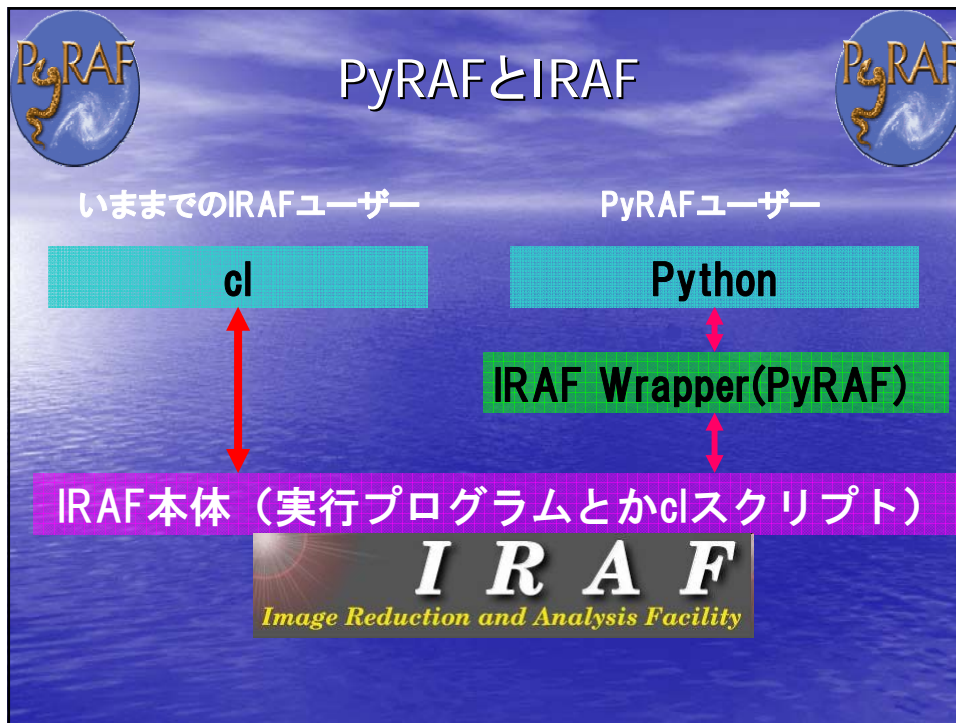 PyRAF
PyRAFとIRAF
PyRAF
いままでのIRAFユーザー
PyRAFユーザー
cl
Python
IRAF Wrapper(PyRAF)
IRAF本体（実行プログラムとかclスクリプト）
IRAF
Image Reduction and Analysis Facility